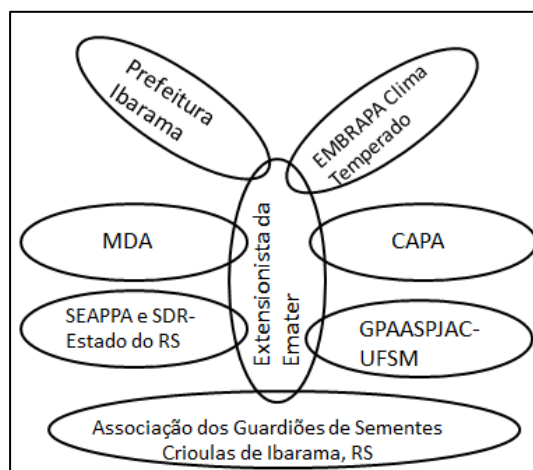 Prefeitura
Ibarama
EMBRAPA Clima
Temperado
MDA
Extensionista da
Emater
CAPA
SEAPPA e SDR-
Estado do RS
GPAASPJAC-
UFSM
Associação dos Guardiões de Sementes
Crioulas de Ibarama, RS